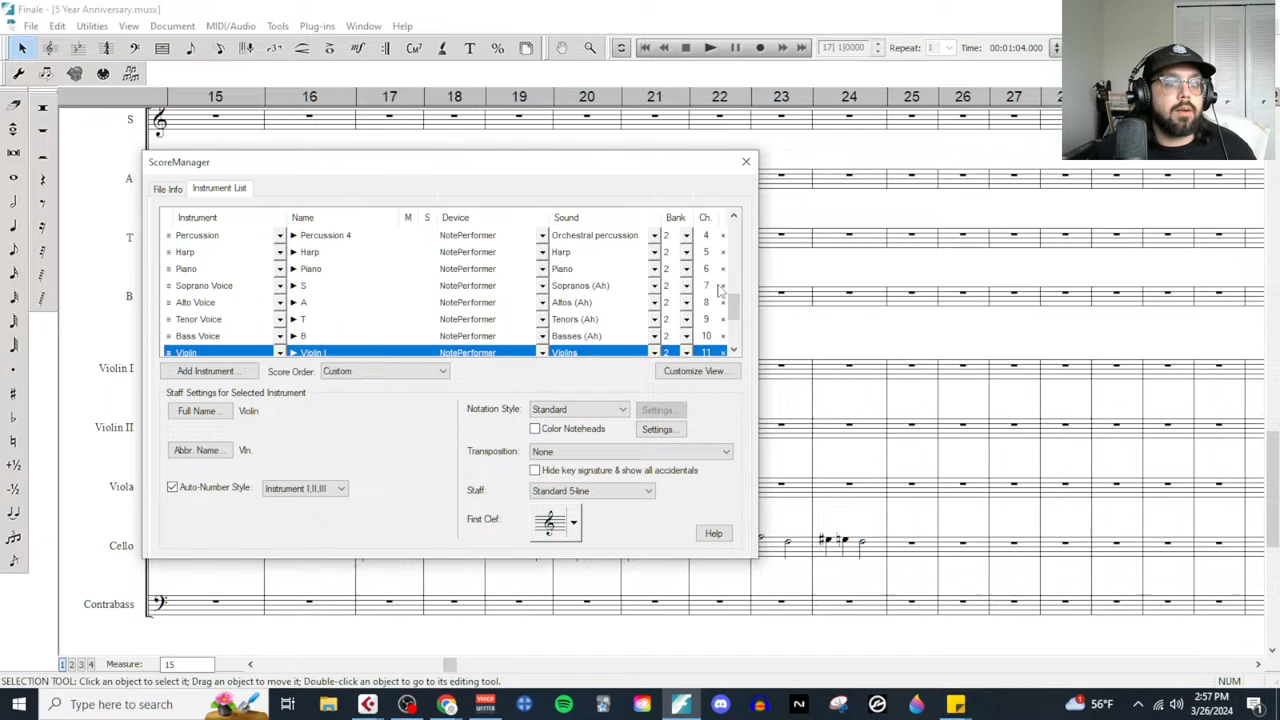 Finale - [5 Year Anniversary.musx]
File Edit Utilities View Document MIDI/Audio Tools Plug-ins Window Help
17| 1|0000 Repeat: 1 Time: 00:01:04.000
15 16 17 18 19 20 21 22 23 24 25 26 27
S
A
T
B
Violin I
Violin II
Viola
Cello
Contrabass
ScoreManager
File Info Instrument List
Instrument Name M S Device Sound Bank Ch.
Percussion Percussion 4 NotePerformer Orchestral percussion 2 4
Harp Harp NotePerformer Harp 2 5
Piano Piano NotePerformer Piano 2 6
Soprano Voice S NotePerformer Sopranos (Ah) 2 7
Alto Voice A NotePerformer Altos (Ah) 2 8
Tenor Voice T NotePerformer Tenors (Ah) 2 9
Bass Voice B NotePerformer Basses (Ah) 2 10
Violin Violin I NotePerformer Violins 2 11
Add Instrument... Score Order: Custom Customize View...
Staff Settings for Selected Instrument
Full Name... Violin
Abbr. Name... Vln.
Auto-Number Style: Instrument I,II,III
Notation Style: Standard Settings...
Color Noteheads Settings...
Transposition: None
Hide key signature & show all accidentals
Staff: Standard 5-line
First Clef:
Help
1 2 3 4 Measure: 15
SELECTION TOOL: Click an object to select it; Drag an object to move it; Double-click an object to go to its editing tool. NUM
Type here to search
56°F
2:57 PM
3/26/2024